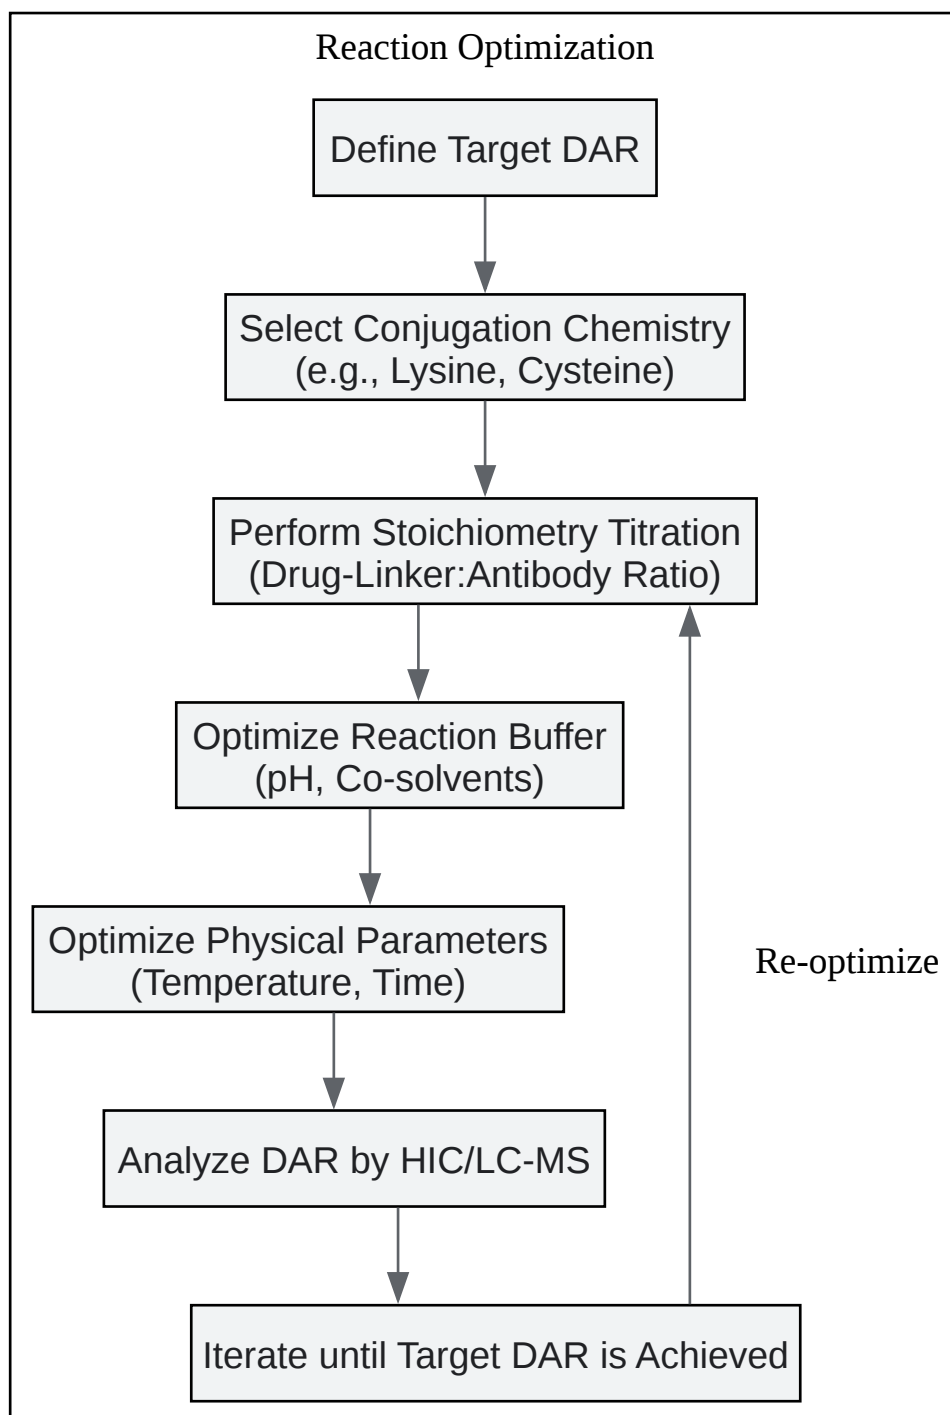 Reaction Optimization
Define Target DAR
Select Conjugation Chemistry
(e.g., Lysine, Cysteine)
Perform Stoichiometry Titration
(Drug-Linker:Antibody Ratio)
Optimize Reaction Buffer
(pH, Co-solvents)
Optimize Physical Parameters
(Temperature, Time)
Re-optimize
Analyze DAR by HIC/LC-MS
Iterate until Target DAR is Achieved